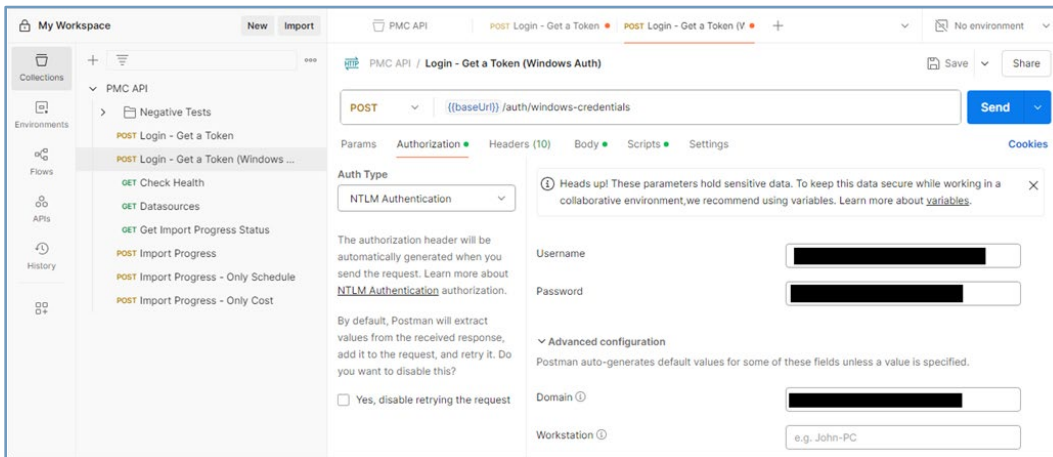 My Workspace
New
Import
PMC API
POST Login - Get a Token
POST Login - Get a Token (V
No environment
Collections
Environments
Flows
APIs
History
PMC API
Negative Tests
POST Login - Get a Token
POST Login - Get a Token (Windows ...
GET Check Health
GET Datasources
GET Get Import Progress Status
POST Import Progress
POST Import Progress - Only Schedule
POST Import Progress - Only Cost
HTTP PMC API / Login - Get a Token (Windows Auth)
Save
Share
POST
{{baseUrl}} /auth/windows-credentials
Send
Params
Authorization
Headers (10)
Body
Scripts
Settings
Cookies
Auth Type
NTLM Authentication
The authorization header will be
automatically generated when you
send the request. Learn more about
NTLM Authentication authorization.
By default, Postman will extract
values from the received response,
add it to the request, and retry it. Do
you want to disable this?
Yes, disable retrying the request
Heads up! These parameters hold sensitive data. To keep this data secure while working in a
collaborative environment,we recommend using variables. Learn more about variables.
Username
Password
Advanced configuration
Postman auto-generates default values for some of these fields unless a value is specified.
Domain
Workstation
e.g. John-PC